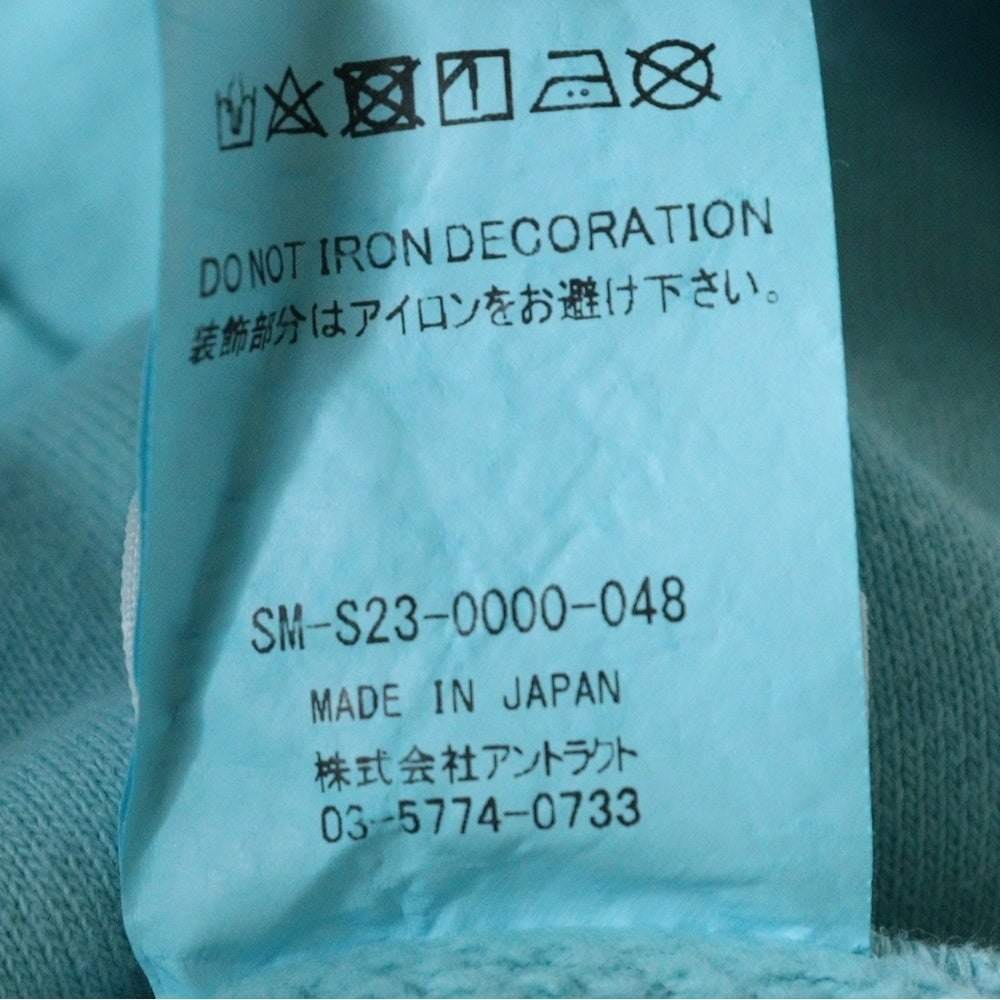 DO NOT IRON DECORATION
装飾部分はアイロンをお避け下さい。
SM-S23-0000-048
MADE IN JAPAN
株式会社アントラクト
03-5774-0733